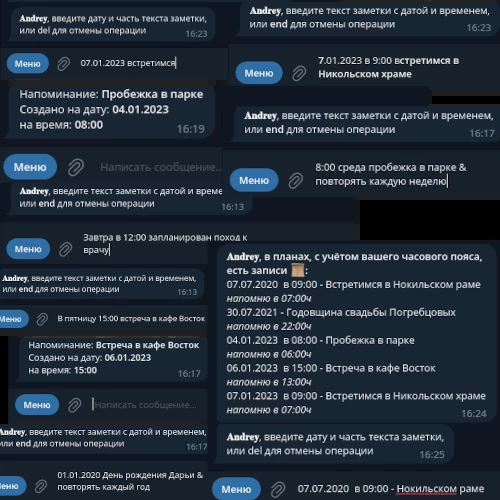 Andrey, введите дату и часть текста заметки,
или del для отмены операции
16:23
Меню
07.01.2023 встретимся
Напоминание: Пробежка в парке
Создано на дату: 04.01.2023
на время: 08:00
16:19
Меню
Написать сообщение...
Andrey, введите текст заметки с датой и време
или end для отмены операции
16:13
Меню
Завтра в 12:00 запланирован поход к
врачу
Andrey, введите текст заметки с датой и временем,
или end для отмены операции
16:13
Меню
В пятницу 15:00 встреча в кафе Восток
Напоминание: Встреча в кафе Восток
Создано на дату: 06.01.2023
на время: 15:00
16:17
Меню
Написать сообщение...
Andrey, введите текст заметки с датой и временем,
или end для отмены операции
16:17
Меню
01.01.2020 День рождения Дарьи &
повторять каждый год
Andrey, введите текст заметки с датой и временем,
или end для отмены операции
16:23
Меню
7.01.2023 в 9:00 встретимся в
Никольском храме
Andrey, введите текст заметки с датой и временем,
или end для отмены операции
16:17
Меню
8:00 среда пробежка в парке &
повторять каждую неделю
Andrey, в планах, с учётом вашего часового пояса,
есть записи :
07.07.2020 в 09:00 - Встретимся в Нокильском раме
напомню в 07:00ч
30.07.2021 - Годовщина свадьбы Погребцовых
напомню в 22:00ч
04.01.2023 в 08:00 - Пробежка в парке
напомню в 06:00ч
06.01.2023 в 15:00 - Встреча в кафе Восток
напомню в 13:00ч
07.01.2023 в 09:00 - Встретимся в Никольском храме
напомню в 07:00ч
16:24
Andrey, введите дату и часть текста заметки,
или del для отмены операции
16:25
Меню
07.07.2020 в 09:00 - Нокильском раме